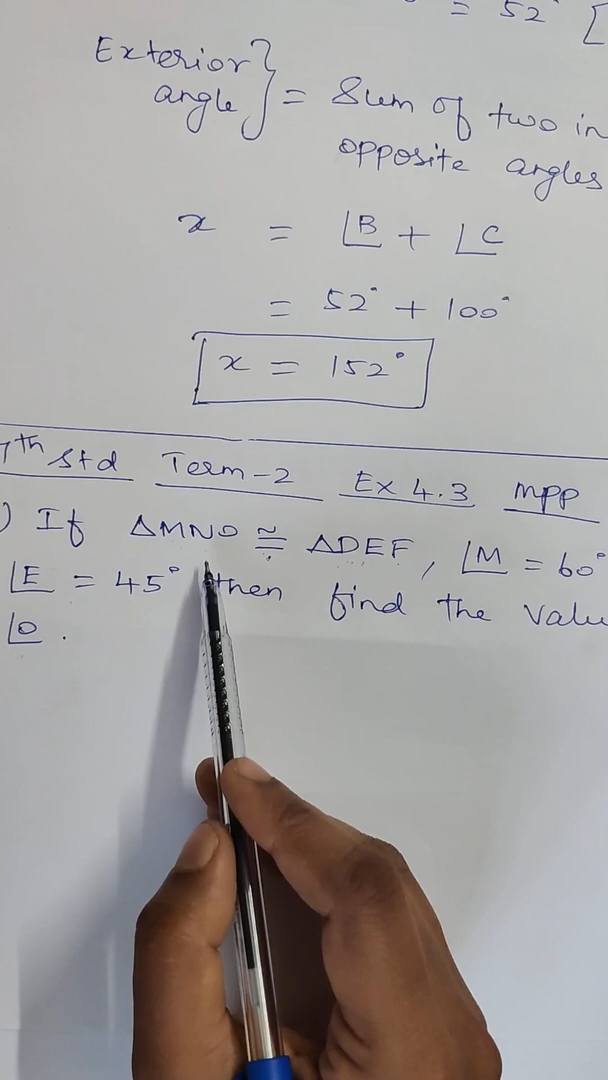 = 52° [
Exterior } = Sum of two in
angle opposite angles
x = ∠B + ∠C
= 52° + 100°
x = 152°
7th Std Term-2 Ex 4.3 MPP
) If ΔMNO ≅ ΔDEF, ∠M = 60°
∠E = 45° then find the valu
∠O.